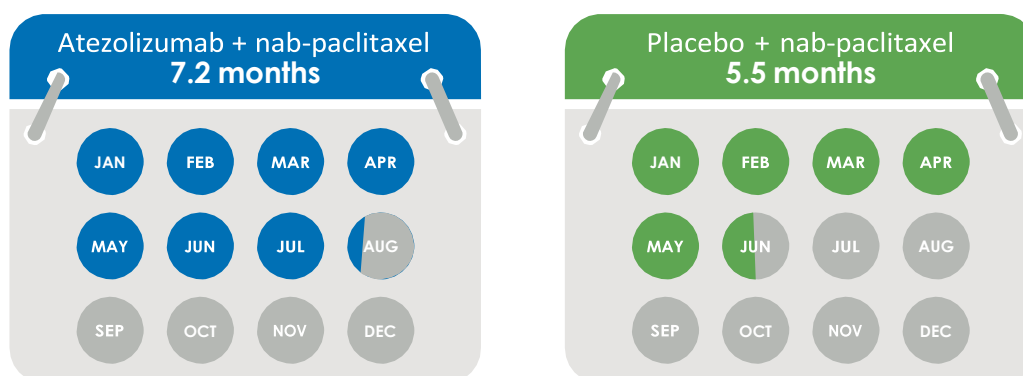 Atezolizumab + nab-paclitaxel
7.2 months
JAN FEB MAR APR
MAY JUN JUL AUG
SEP OCT NOV DEC
Placebo + nab-paclitaxel
5.5 months
JAN FEB MAR APR
MAY JUN JUL AUG
SEP OCT NOV DEC